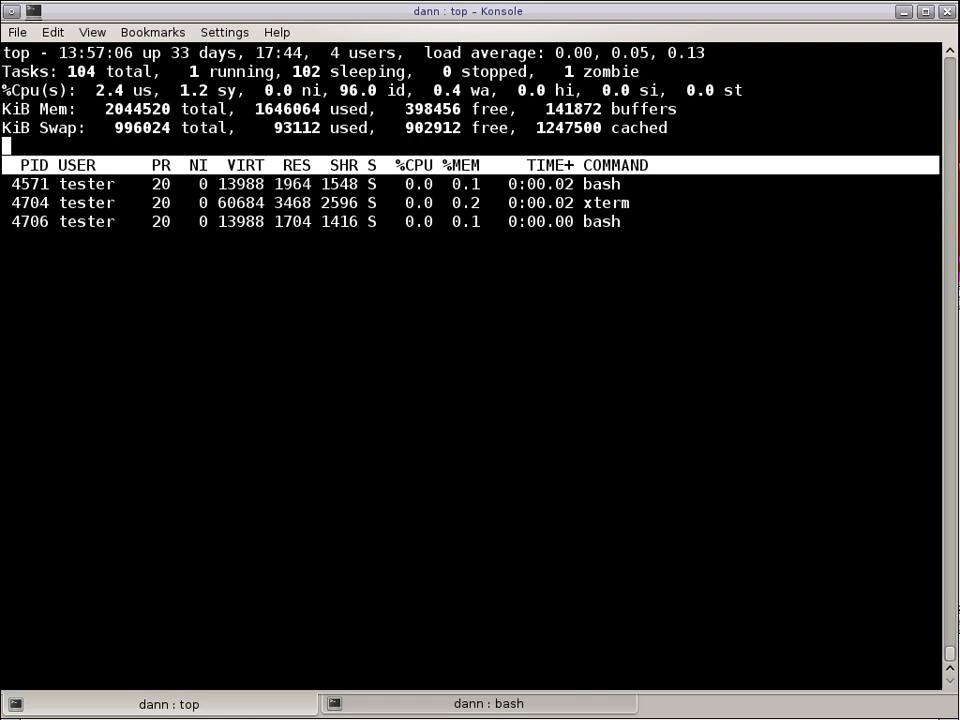 dann : top - Konsole
File Edit View Bookmarks Settings Help
top - 13:57:06 up 33 days, 17:44,  4 users,  load average: 0.00, 0.05, 0.13
Tasks: 104 total,   1 running, 102 sleeping,   0 stopped,   1 zombie
%Cpu(s):  2.4 us,  1.2 sy,  0.0 ni, 96.0 id,  0.4 wa,  0.0 hi,  0.0 si,  0.0 st
KiB Mem:   2044520 total,  1646064 used,   398456 free,   141872 buffers
KiB Swap:   996024 total,    93112 used,   902912 free,  1247500 cached
  PID USER      PR  NI  VIRT  RES  SHR S  %CPU %MEM     TIME+ COMMAND
 4571 tester    20   0 13988 1964 1548 S   0.0  0.1   0:00.02 bash
 4704 tester    20   0 60684 3468 2596 S   0.0  0.2   0:00.02 xterm
 4706 tester    20   0 13988 1704 1416 S   0.0  0.1   0:00.00 bash
dann : top dann : bash